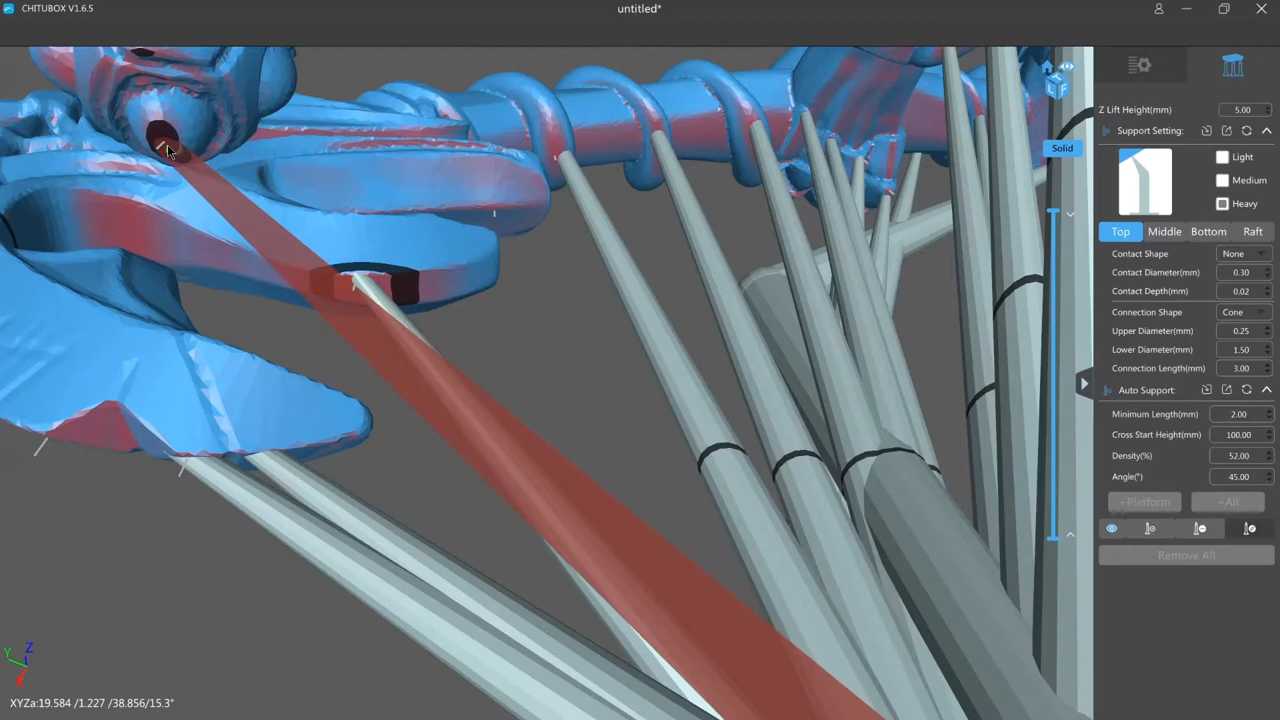 CHITUBOX V1.6.5
untitled*
Z Lift Height(mm) 5.00
Support Setting:
Light
Medium
Heavy
Solid
Top Middle Bottom Raft
Contact Shape None
Contact Diameter(mm) 0.30
Contact Depth(mm) 0.02
Connection Shape Cone
Upper Diameter(mm) 0.25
Lower Diameter(mm) 1.50
Connection Length(mm) 3.00
Auto Support:
Minimum Length(mm) 2.00
Cross Start Height(mm) 100.00
Density(%) 52.00
Angle(°) 45.00
+Platform +All
Remove All
Z
Y
X
XYZa:19.584 /1.227 /38.856/15.3°
T
L F